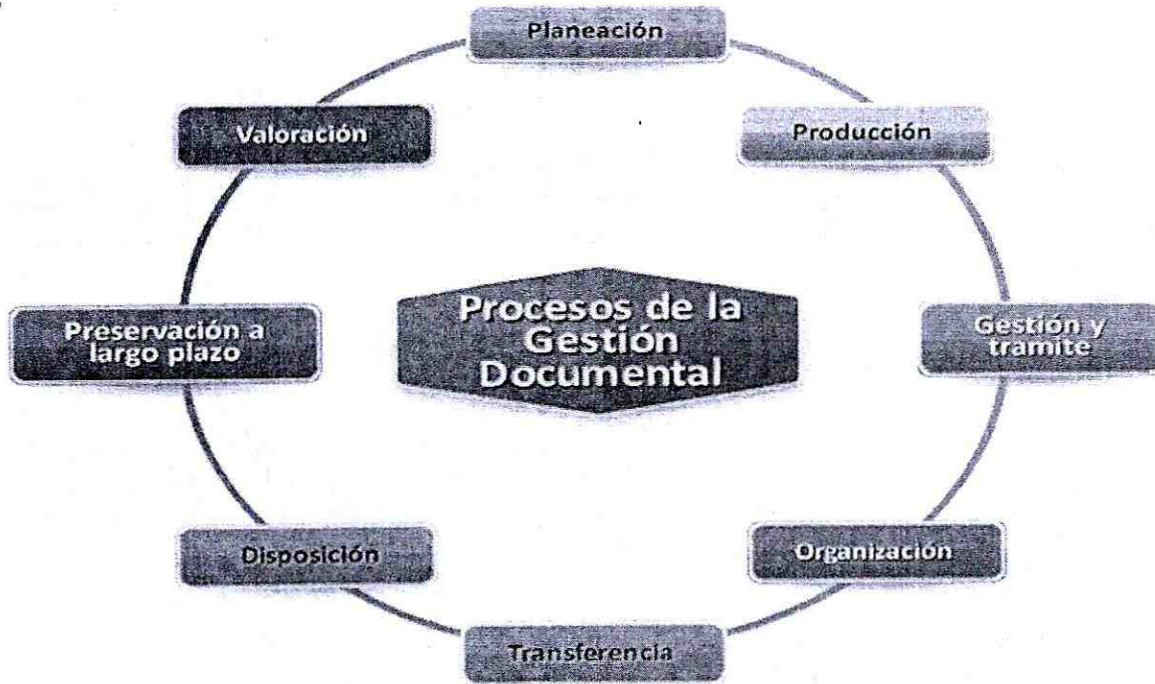 Planeación
Producción
Gestión y
tramite
Organización
Transferencia
Disposición
Preservación a
largo plazo
Valoración
Procesos de la
Gestión
Documental